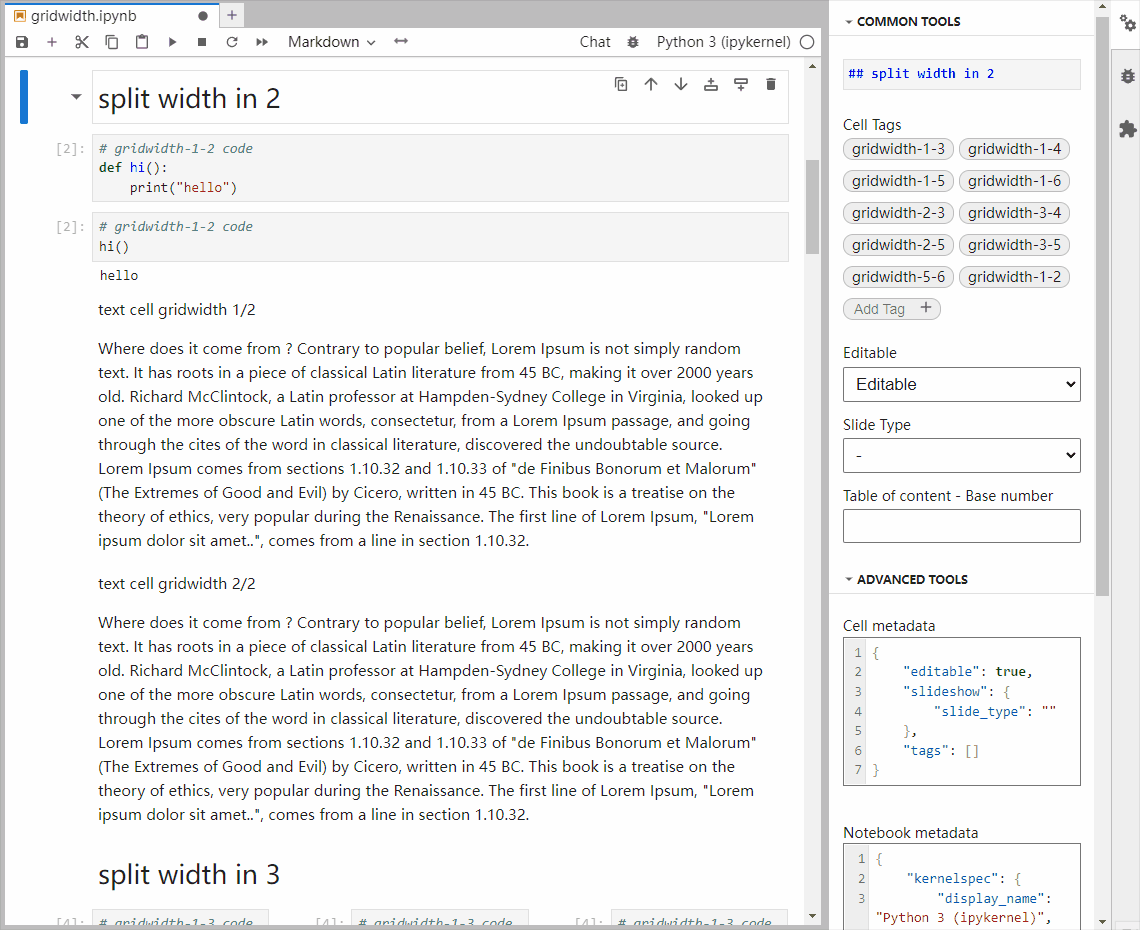 gridwidth.ipynb
Markdown
Chat
Python 3 (ipykernel)
split width in 2
[2]:
# gridwidth-1-2 code
def hi():
    print("hello")
[2]:
# gridwidth-1-2 code
hi()
hello
text cell gridwidth 1/2
Where does it come from ? Contrary to popular belief, Lorem Ipsum is not simply random
text. It has roots in a piece of classical Latin literature from 45 BC, making it over 2000 years
old. Richard McClintock, a Latin professor at Hampden-Sydney College in Virginia, looked up
one of the more obscure Latin words, consectetur, from a Lorem Ipsum passage, and going
through the cites of the word in classical literature, discovered the undoubtable source.
Lorem Ipsum comes from sections 1.10.32 and 1.10.33 of "de Finibus Bonorum et Malorum"
(The Extremes of Good and Evil) by Cicero, written in 45 BC. This book is a treatise on the
theory of ethics, very popular during the Renaissance. The first line of Lorem Ipsum, "Lorem
ipsum dolor sit amet..", comes from a line in section 1.10.32.
text cell gridwidth 2/2
Where does it come from ? Contrary to popular belief, Lorem Ipsum is not simply random
text. It has roots in a piece of classical Latin literature from 45 BC, making it over 2000 years
old. Richard McClintock, a Latin professor at Hampden-Sydney College in Virginia, looked up
one of the more obscure Latin words, consectetur, from a Lorem Ipsum passage, and going
through the cites of the word in classical literature, discovered the undoubtable source.
Lorem Ipsum comes from sections 1.10.32 and 1.10.33 of "de Finibus Bonorum et Malorum"
(The Extremes of Good and Evil) by Cicero, written in 45 BC. This book is a treatise on the
theory of ethics, very popular during the Renaissance. The first line of Lorem Ipsum, "Lorem
ipsum dolor sit amet..", comes from a line in section 1.10.32.
split width in 3
[4]: # gridwidth-1-3 code [4]: # gridwidth-1-3 code [4]: # gridwidth-1-3 code
COMMON TOOLS
## split width in 2
Cell Tags
gridwidth-1-3 gridwidth-1-4
gridwidth-1-5 gridwidth-1-6
gridwidth-2-3 gridwidth-3-4
gridwidth-2-5 gridwidth-3-5
gridwidth-5-6 gridwidth-1-2
Add Tag +
Editable
Editable
Slide Type
-
Table of content - Base number
ADVANCED TOOLS
Cell metadata
1 {
2     "editable": true,
3     "slideshow": {
4         "slide_type": ""
5     },
6     "tags": []
7 }
Notebook metadata
1 {
2     "kernelspec": {
3         "display_name":
"Python 3 (ipykernel)",